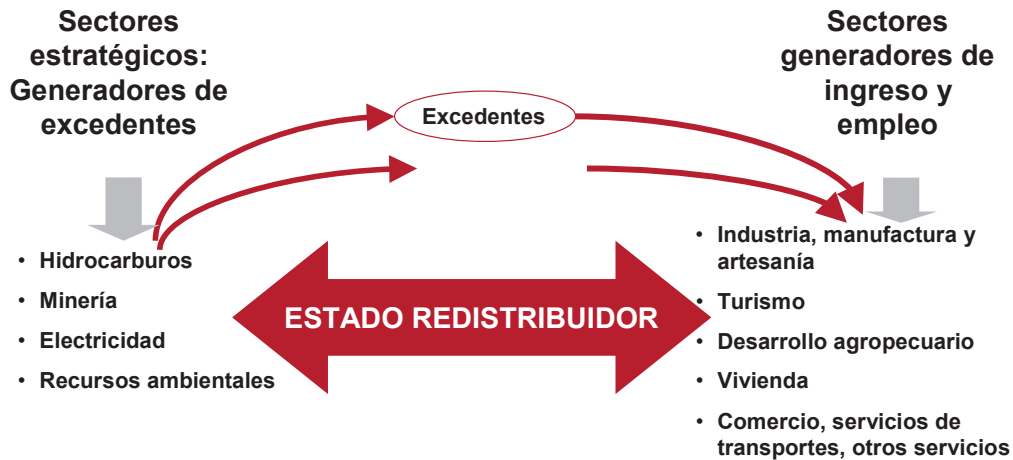 Sectores
estratégicos:
Generadores de
excedentes
Excedentes
Sectores
generadores de
ingreso y
empleo
• Hidrocarburos
• Minería
• Electricidad
• Recursos ambientales
ESTADO REDISTRIBUIDOR
• Industria, manufactura y
artesanía
• Turismo
• Desarrollo agropecuario
• Vivienda
• Comercio, servicios de
transportes, otros servicios